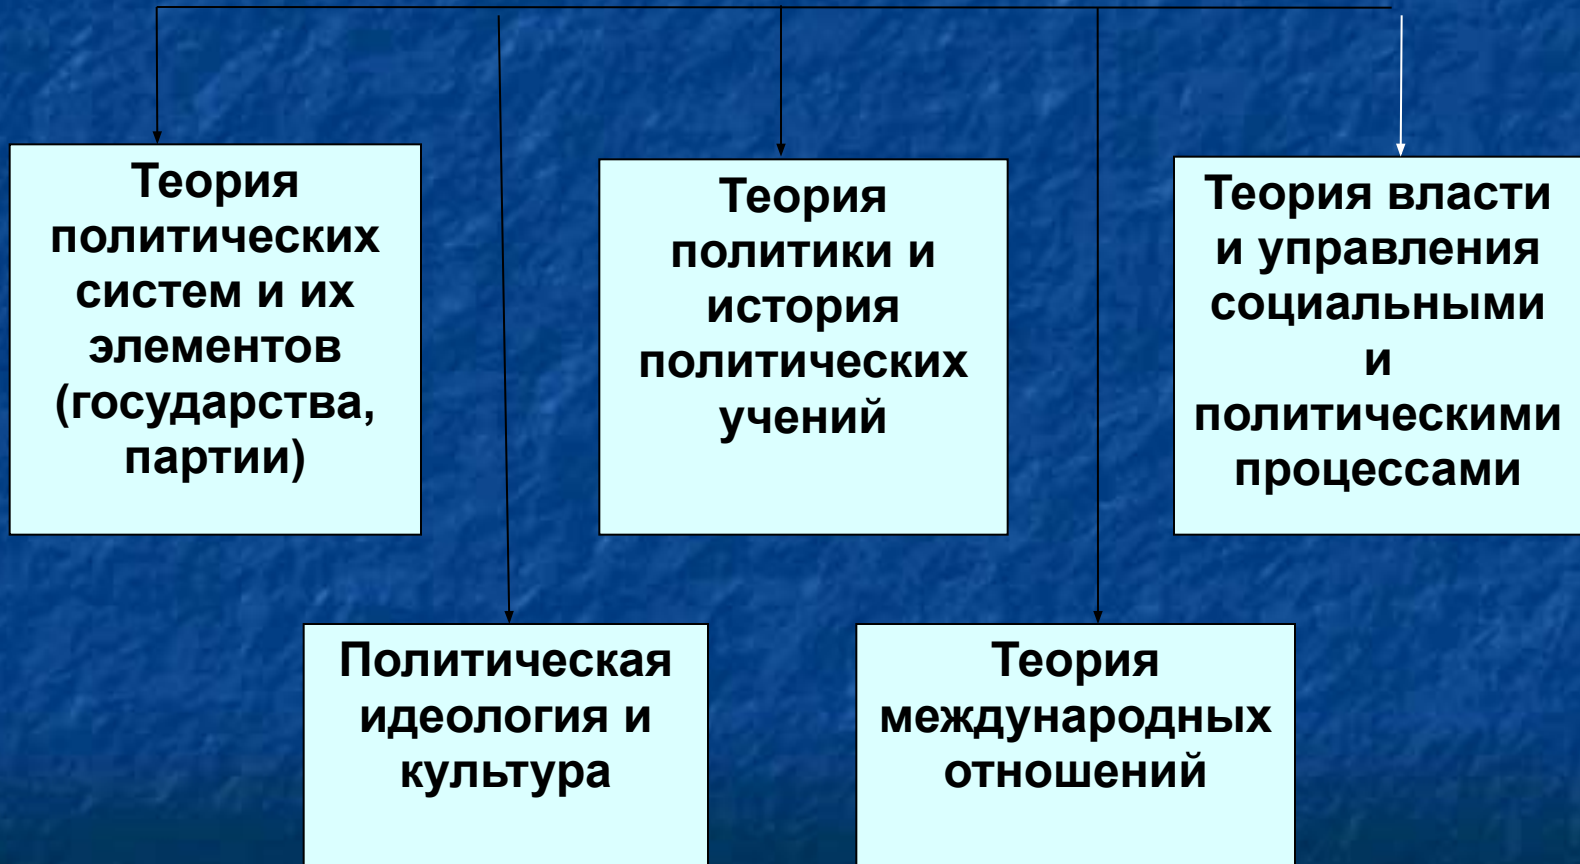 Теория
политических
систем и их
элементов
(государства,
партии)
Теория
политики и
история
политических
учений
Теория власти
и управления
социальными
и
политическими
процессами
Политическая
идеология и
культура
Теория
международных
отношений